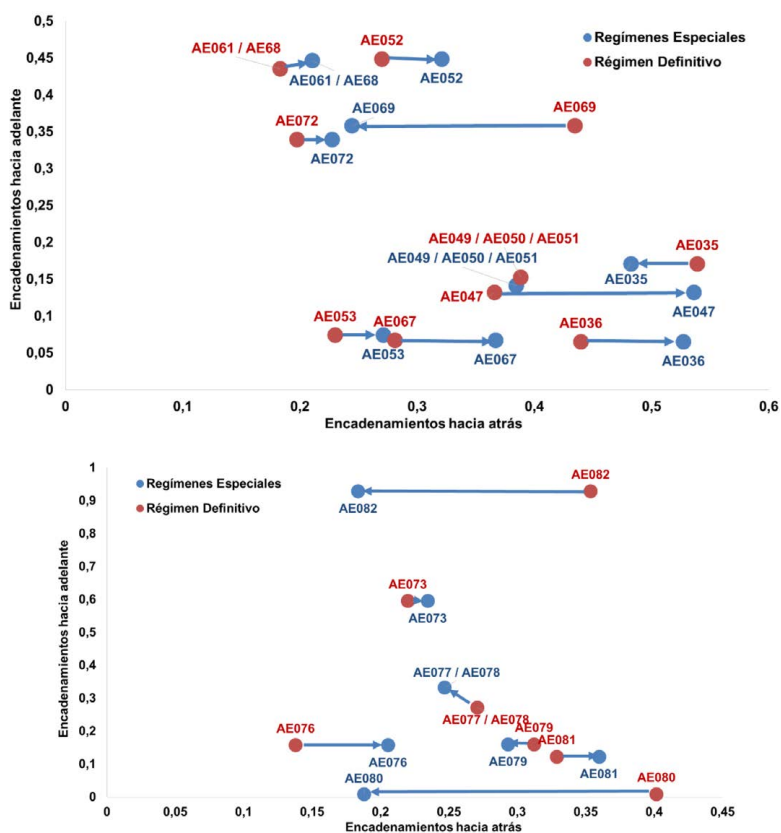 0,5
0,45
0,4
0,35
0,3
0,25
0,2
0,15
0,1
0,05
0
Encadenamientos hacia adelante
AE061 / AE68
AE052
Regímenes Especiales
Régimen Definitivo
AE061 / AE68
AE052
AE069
AE069
AE072
AE072
AE049 / AE050 / AE051
AE049 / AE050 / AE051
AE035
AE035
AE047
AE047
AE053
AE067
AE036
AE053
AE067
AE036
0
0,1
0,2
0,3
0,4
0,5
0,6
Encadenamientos hacia atrás
1
0,9
0,8
0,7
0,6
0,5
0,4
0,3
0,2
0,1
0
Encadenamientos hacia adelante
Regímenes Especiales
Régimen Definitivo
AE082
AE082
AE073
AE073
AE077 / AE078
AE077 / AE078
AE079
AE076
AE081
AE076
AE079
AE081
AE080
AE080
0
0,05
0,1
0,15
0,2
0,25
0,3
0,35
0,4
0,45
Encadenamientos hacia atrás